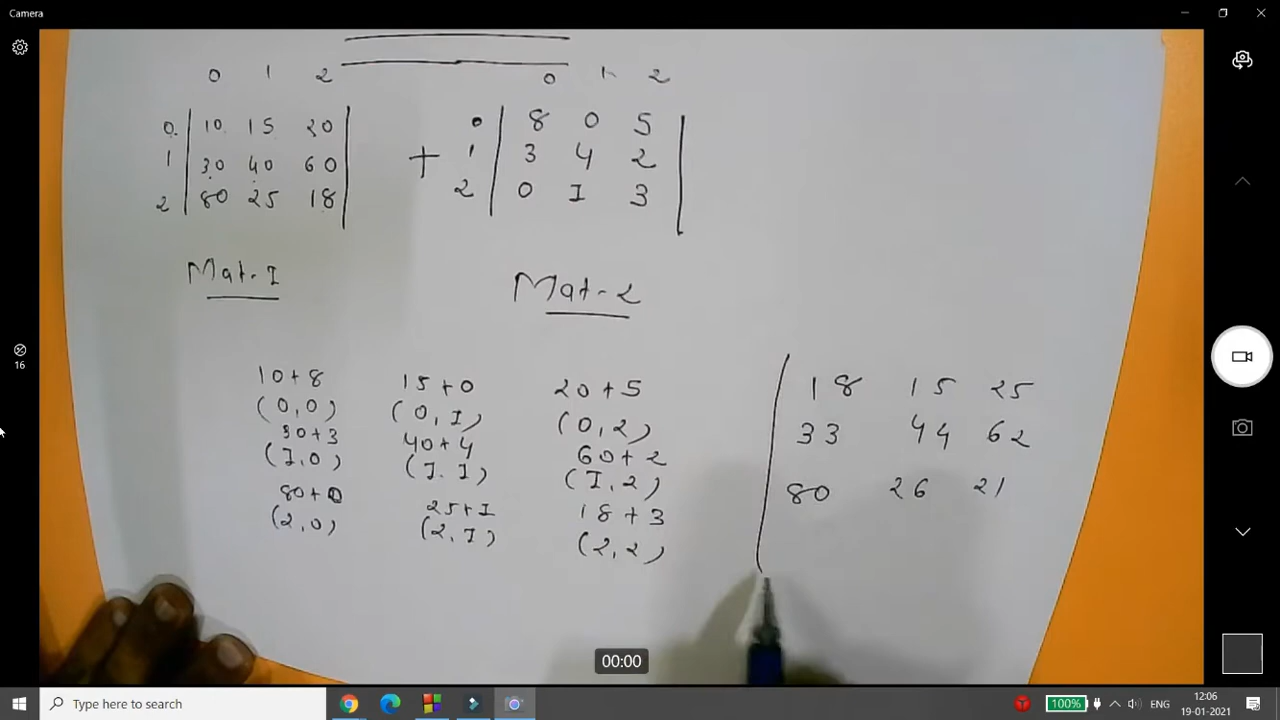 Camera
0 1 2 0 1 2
0 10 15 20 0 8 0 5
1 30 40 60 + 1 3 4 2
2 80 25 18 2 0 1 3
Mat-1 Mat-2
10+8 15+0 20+5
(0,0) (0,1) (0,2)
30+3 40+4 60+2
(1,0) (1.1) (1,2)
80+0 25+1 18+3
(2,0) (2,1) (2,2)
18 15 25
33 44 62
80 26 21
16
00:00
Type here to search
100%
ENG
12:06
19-01-2021